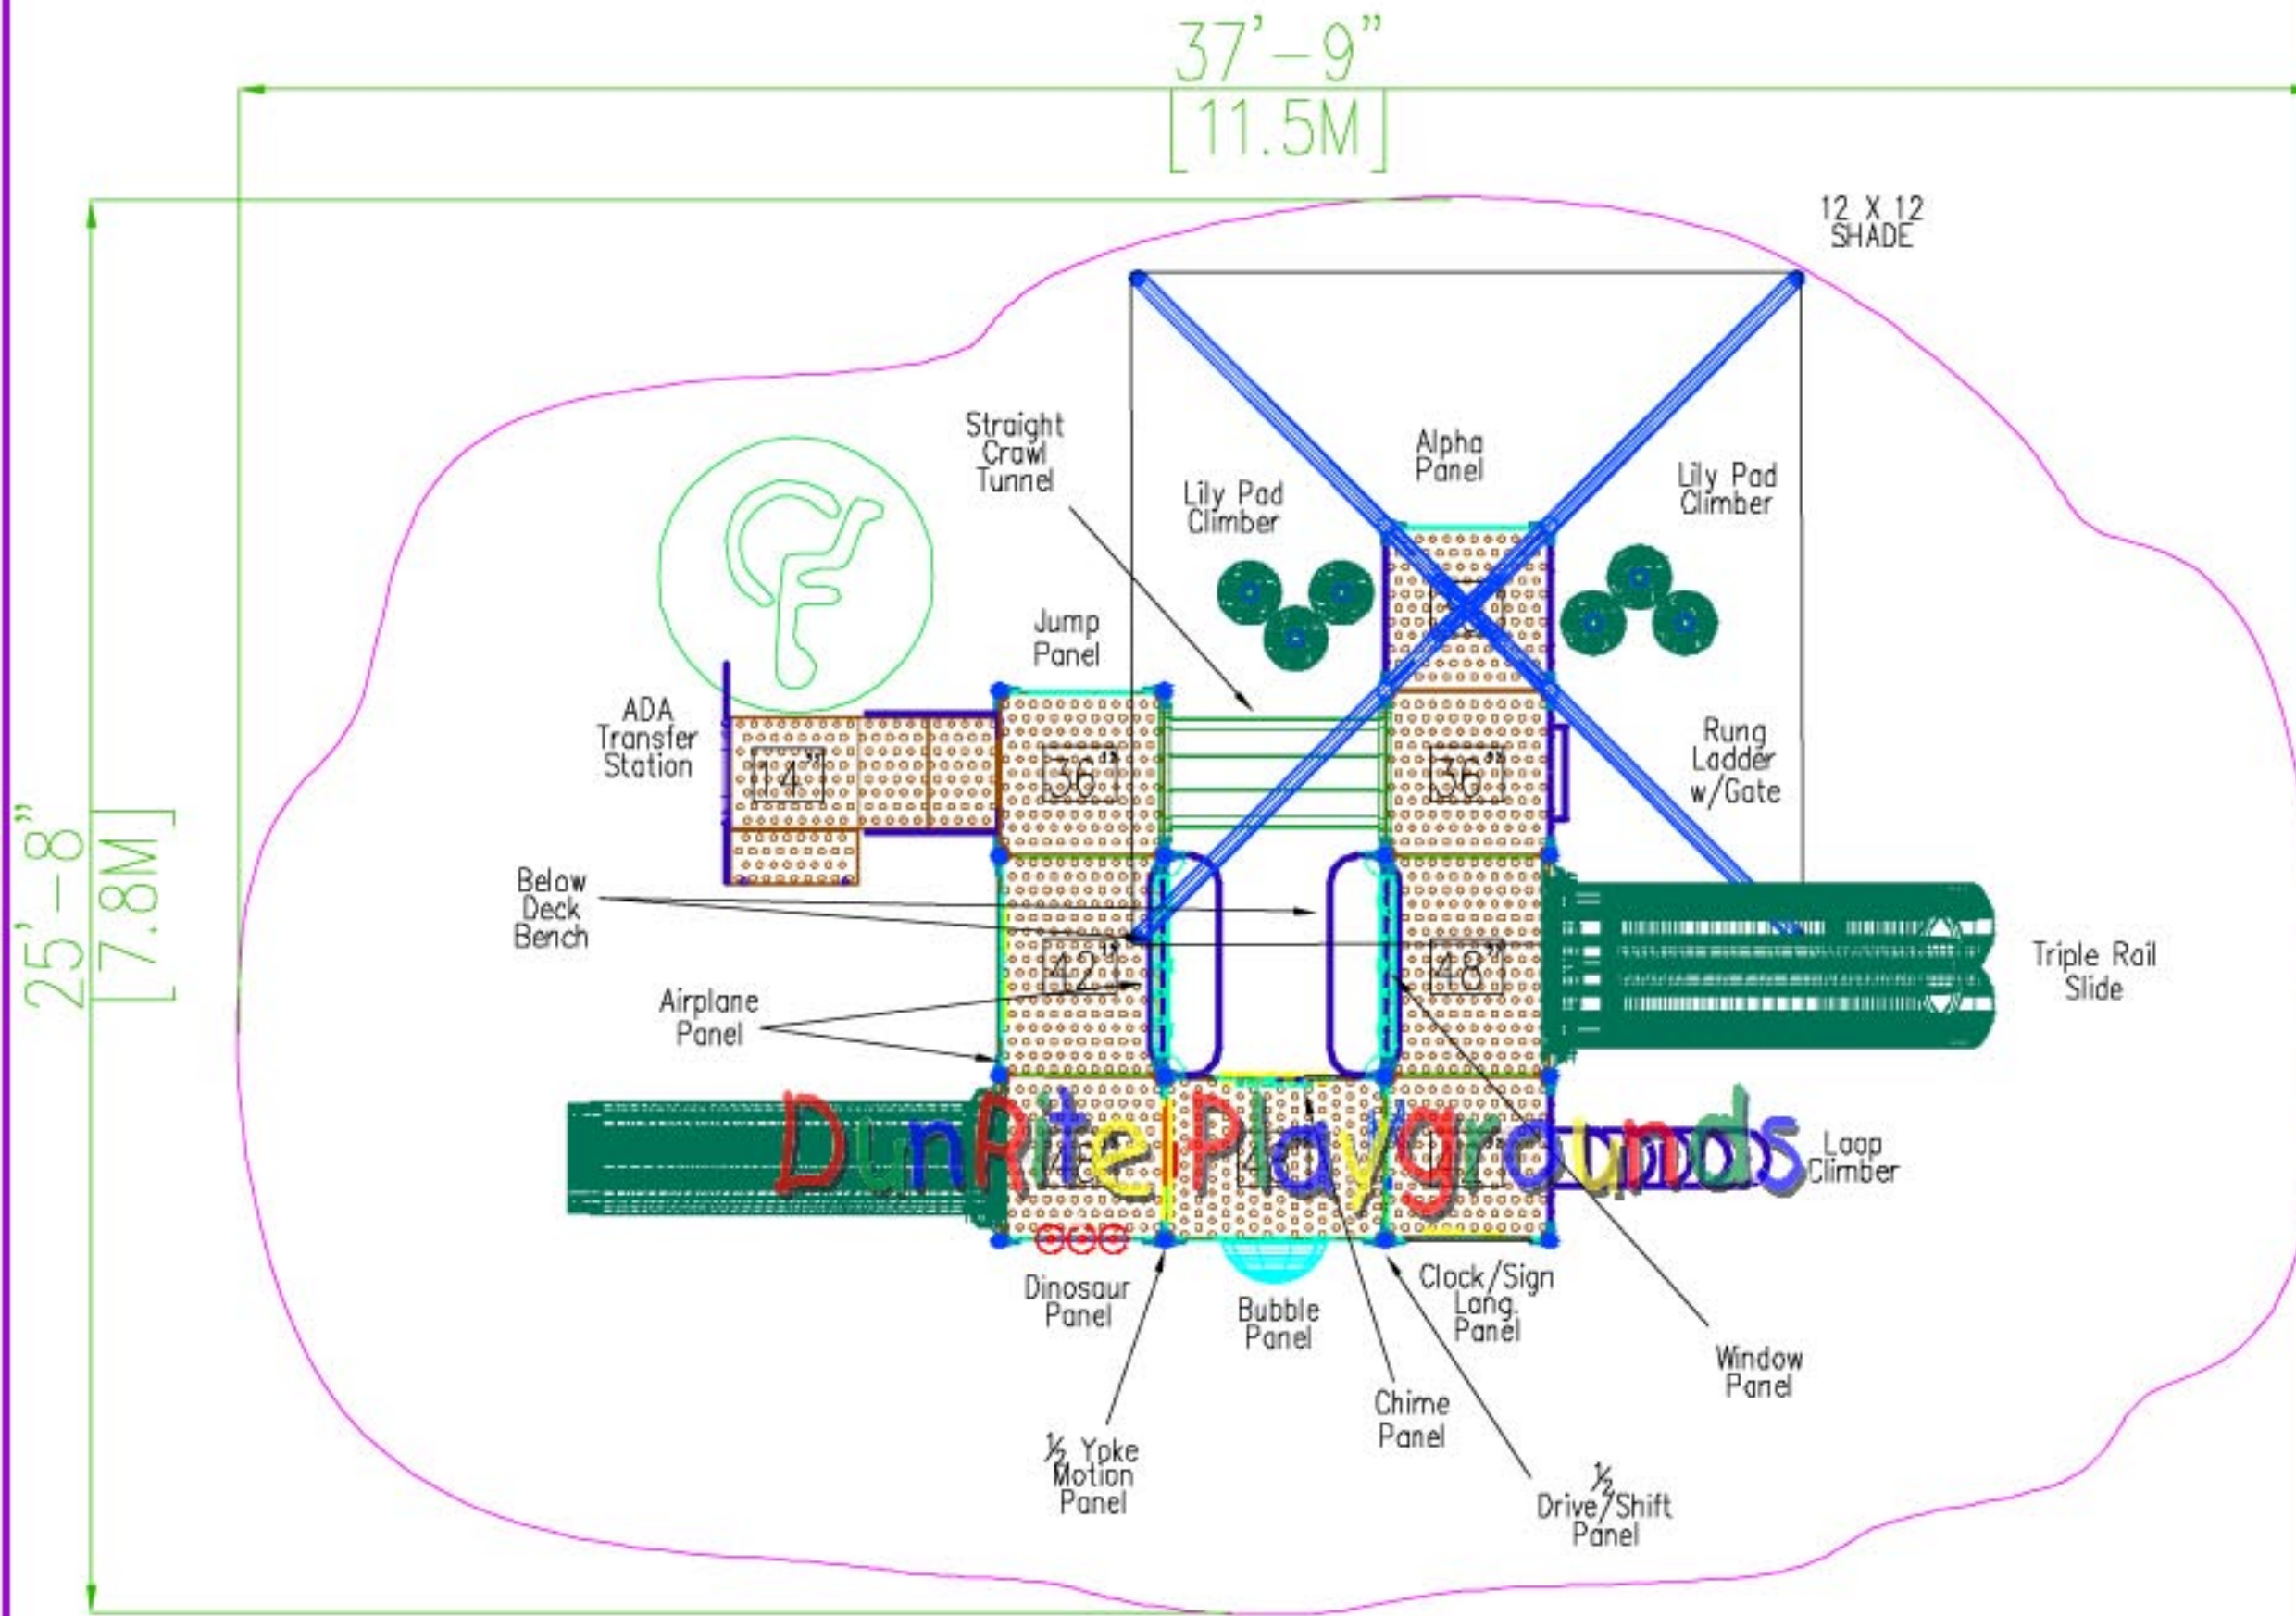 37'-9"
[11.5M]
12 X 12
SHADE
Straight
Crawl
Tunnel
Alpha
Panel
Lily Pad
Climber
Lily Pad
Climber
Jump
Panel
ADA
Transfer
Station
Rung
Ladder
w/Gate
14"
36"
36"
25'-8"
[7.8M]
Below
Deck
Bench
42"
48"
Triple Rail
Slide
Airplane
Panel
DunRite Playgrounds
Loop
Climber
Dinosaur
Panel
Bubble
Panel
Clock/Sign
Lang.
Panel
Window
Panel
Chime
Panel
½ Yoke
Motion
Panel
½
Drive/Shift
Panel